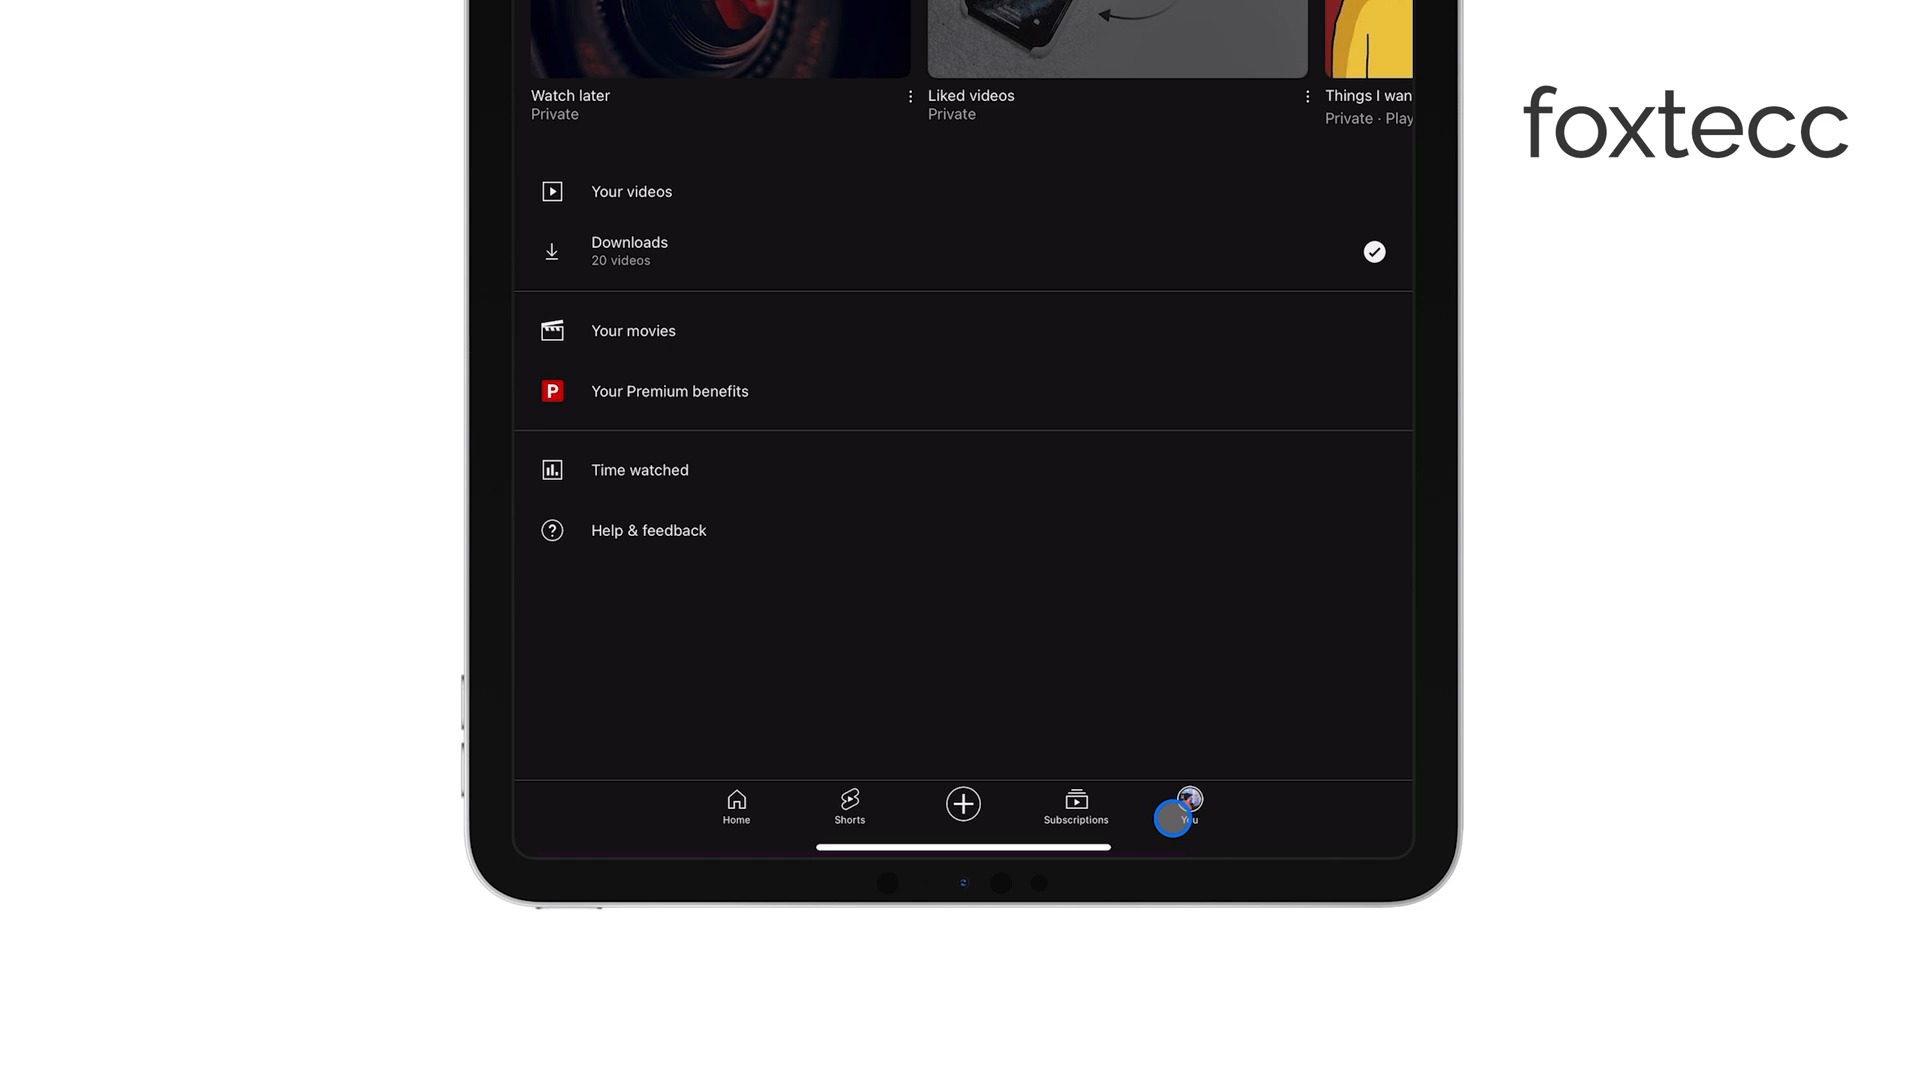 foxtecc
Watch later
Private
Liked videos
Private
Things I wan
Private · Play
Your videos
Downloads
20 videos
Your movies
P
Your Premium benefits
Time watched
Help & feedback
Home
Shorts
Subscriptions
You